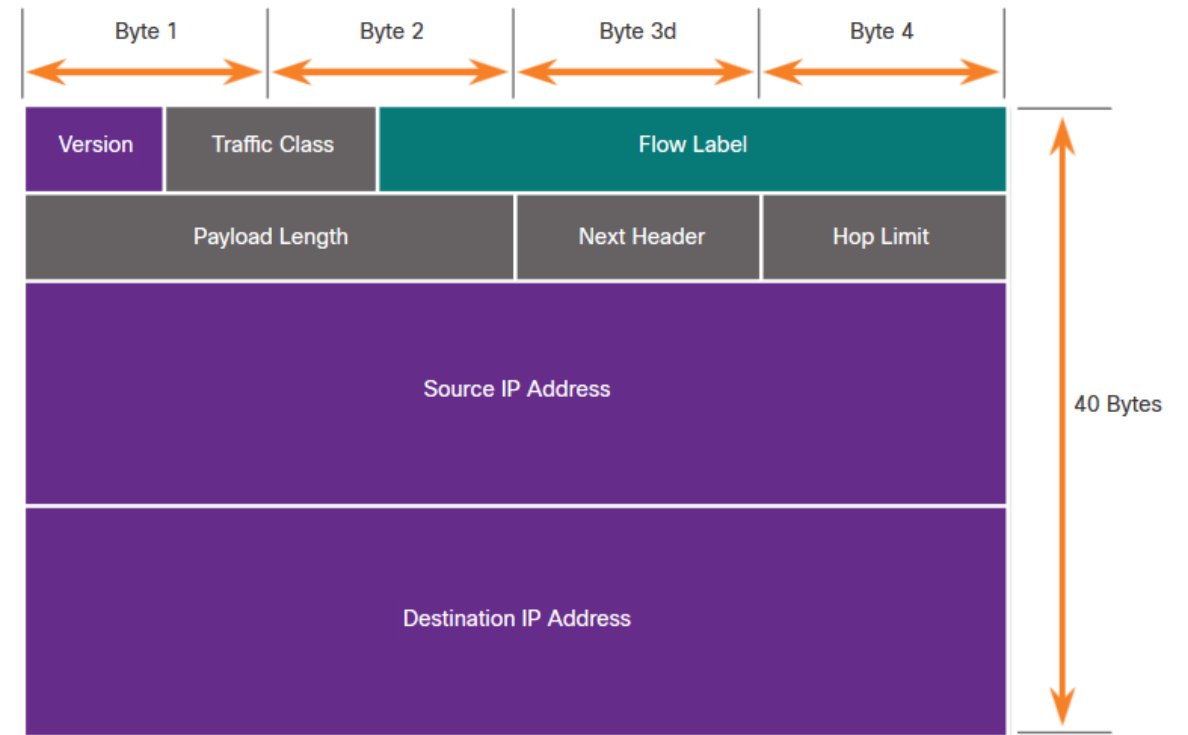 Byte 1
Byte 2
Byte 3d
Byte 4
Version
Traffic Class
Flow Label
Payload Length
Next Header
Hop Limit
Source IP Address
40 Bytes
Destination IP Address